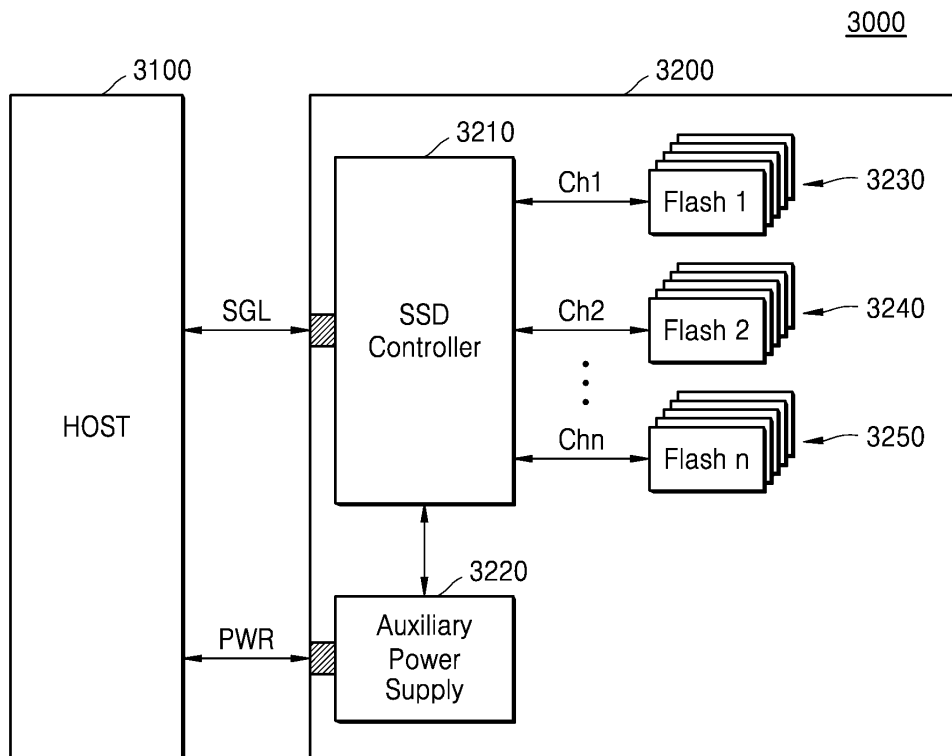 3000
3100
3200
3210
Ch1
Flash 1
3230
SGL
SSD
Controller
Ch2
Flash 2
3240
HOST
Chn
Flash n
3250
3220
PWR
Auxiliary
Power
Supply